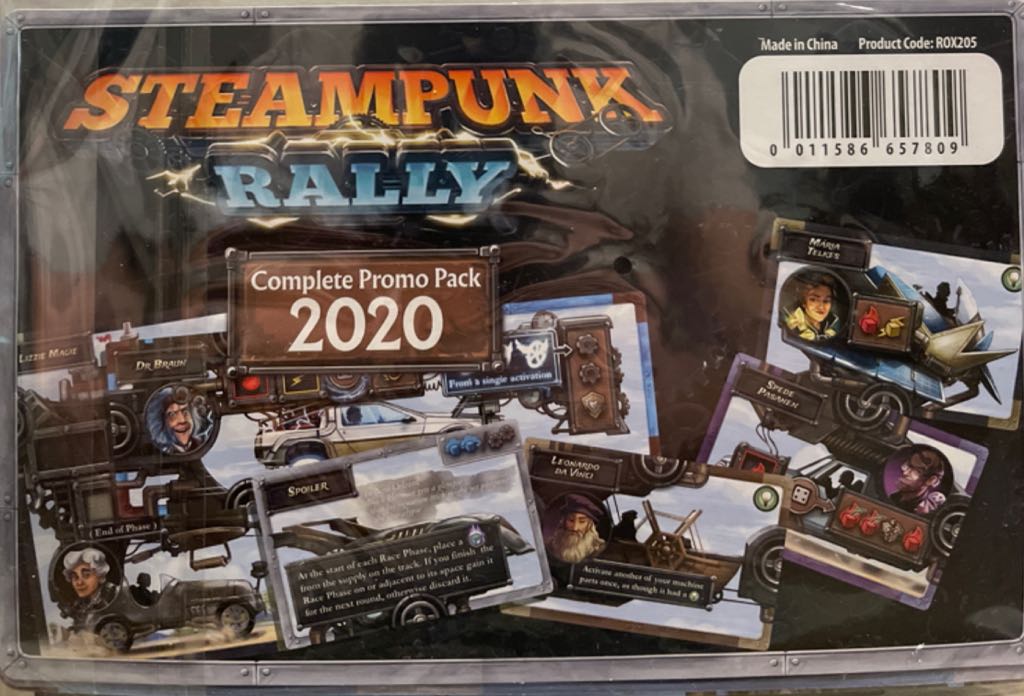 Made in China Product Code: ROX205
0 011586 657809
STEAMPUNK
RALLY
Complete Promo Pack
2020
MÁRIA
TELKES
LIZZIE MAGIE
DR BRAUN
From a single activation
SPEDE
PASANEN
LEONARDO
DA VINCI
SPOILER
(End of Phase)
At the start of each Race Phase, place a
from the supply on the track. If you finish the
Race Phase on or adjacent to its space gain it
for the next round, otherwise discard it.
Activate another of your machine
parts once, as though it had a